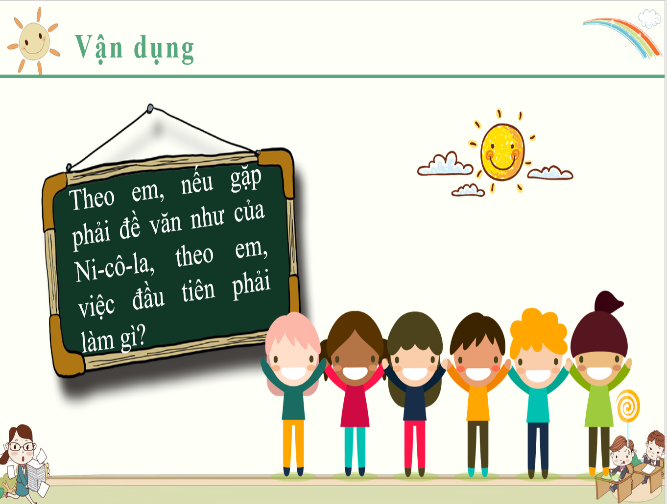 Vận dụng
Theo em, nếu gặp
phải đề văn như của
Ni-cô-la, theo em,
việc đầu tiên phải
làm gì?